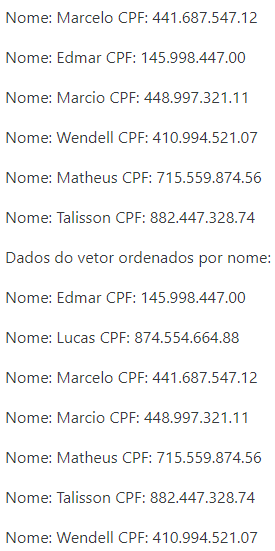 Nome: Marcelo CPF: 441.687.547.12
Nome: Edmar CPF: 145.998.447.00
Nome: Marcio CPF: 448.997.321.11
Nome: Wendell CPF: 410.994.521.07
Nome: Matheus CPF: 715.559.874.56
Nome: Talisson CPF: 882.447.328.74
Dados do vetor ordenados por nome:
Nome: Edmar CPF: 145.998.447.00
Nome: Lucas CPF: 874.554.664.88
Nome: Marcelo CPF: 441.687.547.12
Nome: Marcio CPF: 448.997.321.11
Nome: Matheus CPF: 715.559.874.56
Nome: Talisson CPF: 882.447.328.74
Nome: Wendell CPF: 410.994.521.07